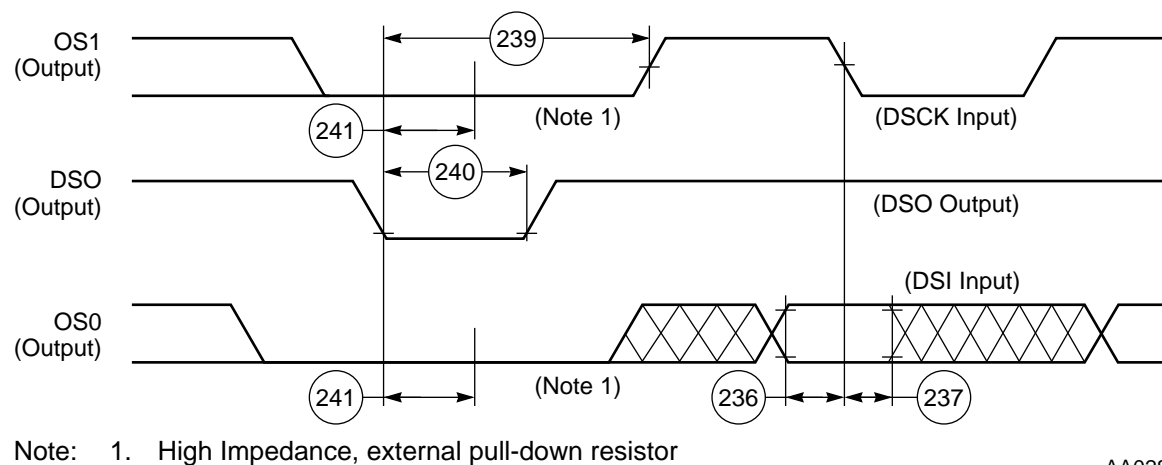 OS1
(Output)
239
241
(Note 1)
(DSCK Input)
240
DSO
(Output)
(DSO Output)
(DSI Input)
OS0
(Output)
241
(Note 1)
236
237
Note: 1. High Impedance, external pull-down resistor